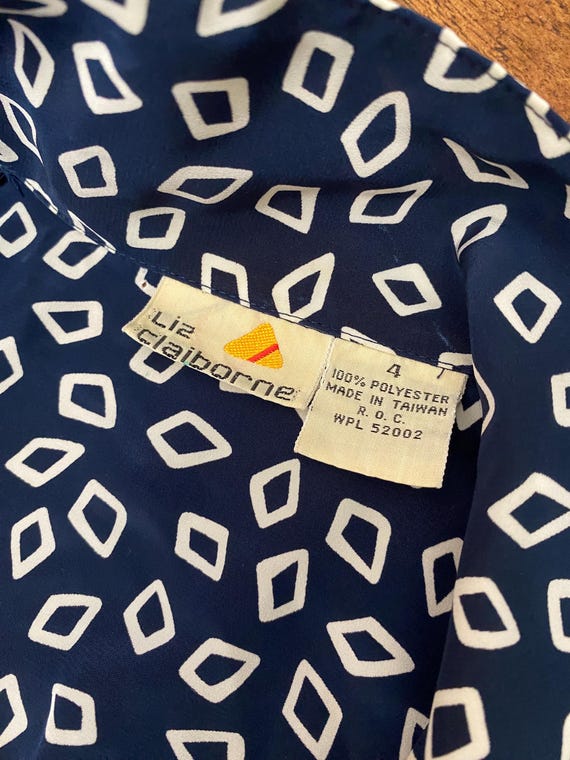 Liz
claiborne
4
100% POLYESTER
MADE IN TAIWAN
R. O. C.
WPL 52002